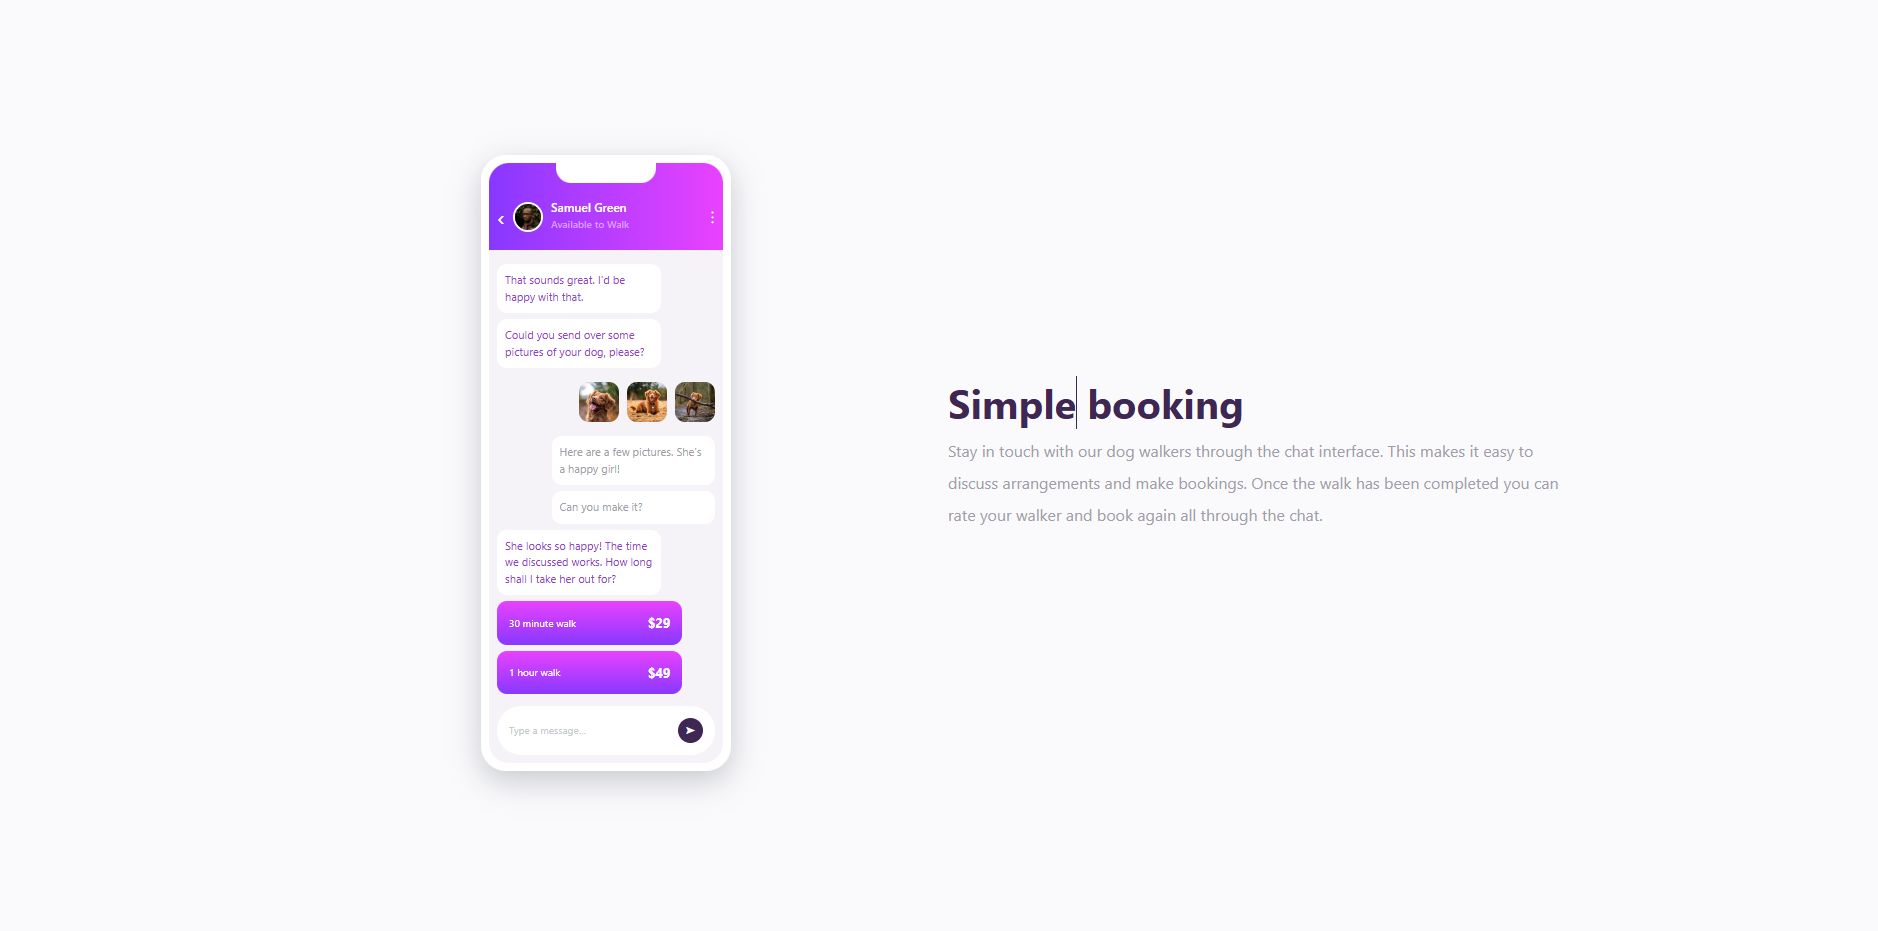 Samuel Green
Available to Walk
That sounds great. I'd be
happy with that.
Could you send over some
pictures of your dog, please?
Here are a few pictures. She's
a happy girl!
Can you make it?
She looks so happy! The time
we discussed works. How long
shall I take her out for?
30 minute walk $29
1 hour walk $49
Type a message...
Simple booking
Stay in touch with our dog walkers through the chat interface. This makes it easy to
discuss arrangements and make bookings. Once the walk has been completed you can
rate your walker and book again all through the chat.